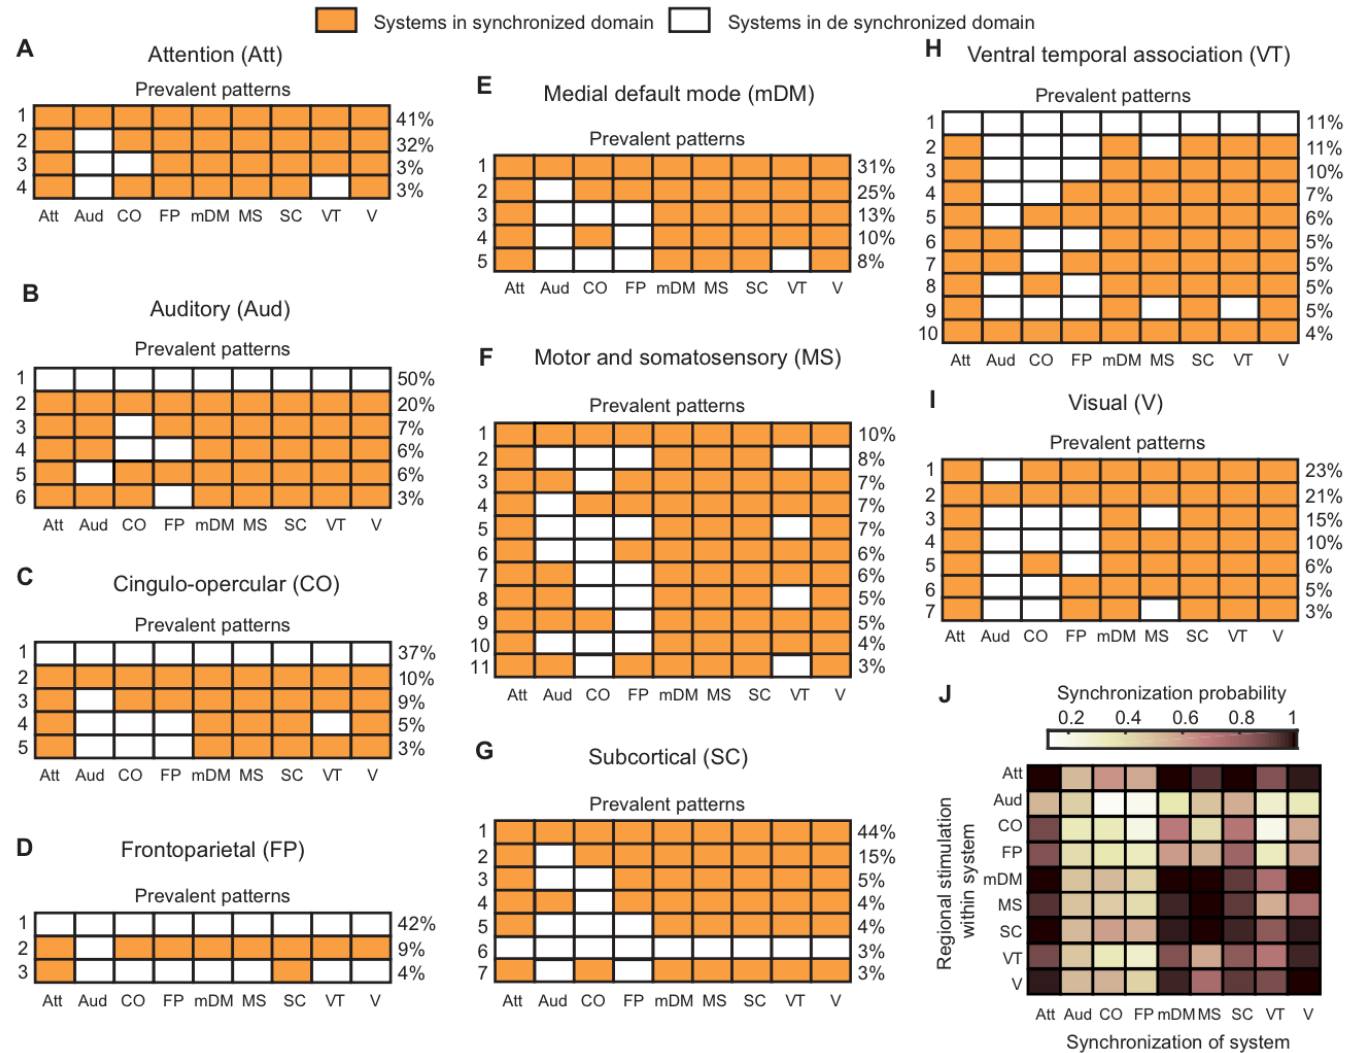 Systems in synchronized domain
Systems in de synchronized domain
A
Attention (Att)
Prevalent patterns
1 41%
2 32%
3 3%
4 3%
Att Aud CO FP mDM MS SC VT V
B
Auditory (Aud)
Prevalent patterns
1 50%
2 20%
3 7%
4 6%
5 6%
6 3%
Att Aud CO FP mDM MS SC VT V
C
Cingulo-opercular (CO)
Prevalent patterns
1 37%
2 10%
3 9%
4 5%
5 3%
Att Aud CO FP mDM MS SC VT V
D
Frontoparietal (FP)
Prevalent patterns
1 42%
2 9%
3 4%
Att Aud CO FP mDM MS SC VT V
E
Medial default mode (mDM)
Prevalent patterns
1 31%
2 25%
3 13%
4 10%
5 8%
Att Aud CO FP mDM MS SC VT V
F
Motor and somatosensory (MS)
Prevalent patterns
1 10%
2 8%
3 7%
4 7%
5 7%
6 6%
7 6%
8 5%
9 5%
10 4%
11 3%
Att Aud CO FP mDM MS SC VT V
G
Subcortical (SC)
Prevalent patterns
1 44%
2 15%
3 5%
4 4%
5 4%
6 3%
7 3%
Att Aud CO FP mDM MS SC VT V
H
Ventral temporal association (VT)
Prevalent patterns
1 11%
2 11%
3 10%
4 7%
5 6%
6 5%
7 5%
8 5%
9 5%
10 4%
Att Aud CO FP mDM MS SC VT V
I
Visual (V)
Prevalent patterns
1 23%
2 21%
3 15%
4 10%
5 6%
6 5%
7 3%
Att Aud CO FP mDM MS SC VT V
J
Synchronization probability
0.2 0.4 0.6 0.8 1
Regional stimulation
within system
Att
Aud
CO
FP
mDM
MS
SC
VT
V
Att Aud CO FP mDM MS SC VT V
Synchronization of system